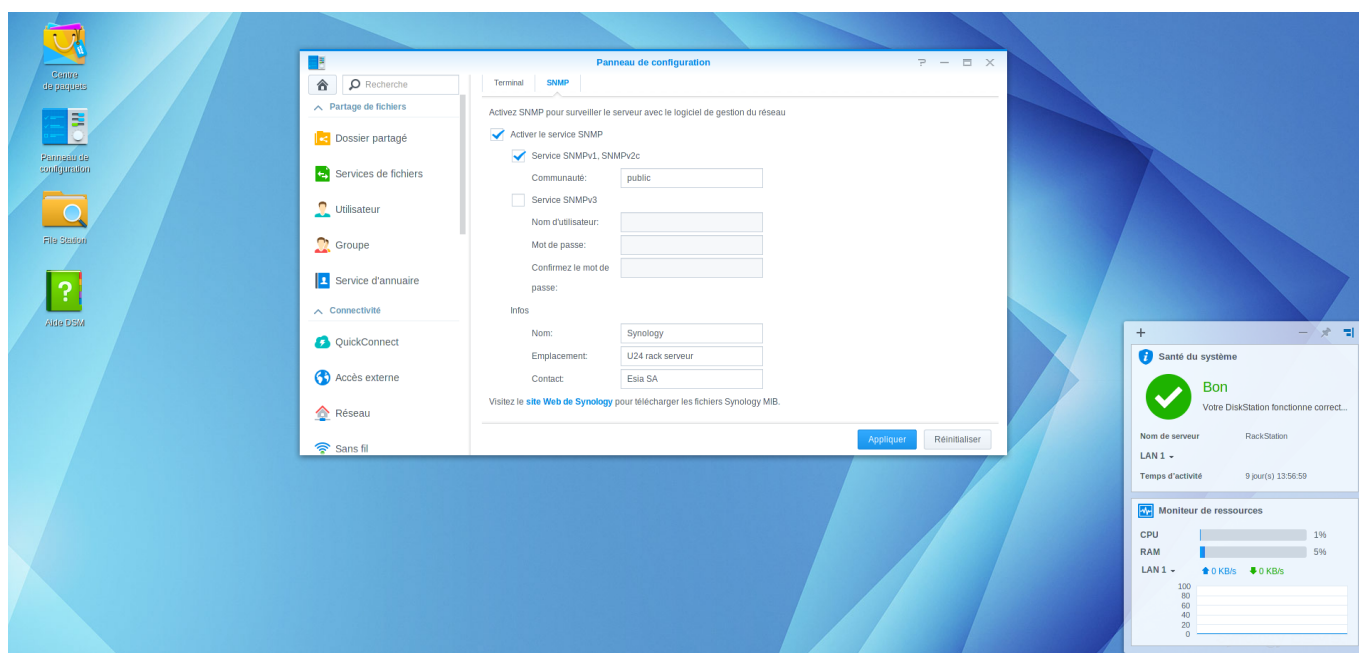 Centre
de paquets
Panneau de
configuration
File Station
Aide DSM
Panneau de configuration
Recherche
Partage de fichiers
Dossier partagé
Services de fichiers
Utilisateur
Groupe
Service d'annuaire
Connectivité
QuickConnect
Accès externe
Réseau
Sans fil
Terminal SNMP
Activez SNMP pour surveiller le serveur avec le logiciel de gestion du réseau
Activer le service SNMP
Service SNMPv1, SNMPv2c
Communauté: public
Service SNMPv3
Nom d'utilisateur:
Mot de passe:
Confirmez le mot de
passe:
Infos
Nom: Synology
Emplacement: U24 rack serveur
Contact: Esia SA
Visitez le site Web de Synology pour télécharger les fichiers Synology MIB.
Appliquer Réinitialiser
Santé du système
Bon
Votre DiskStation fonctionne correct...
Nom de serveur RackStation
LAN 1
Temps d'activité 9 jour(s) 13:56:59
Moniteur de ressources
CPU 1%
RAM 5%
LAN 1 0 KB/s 0 KB/s
100
80
60
40
20
0